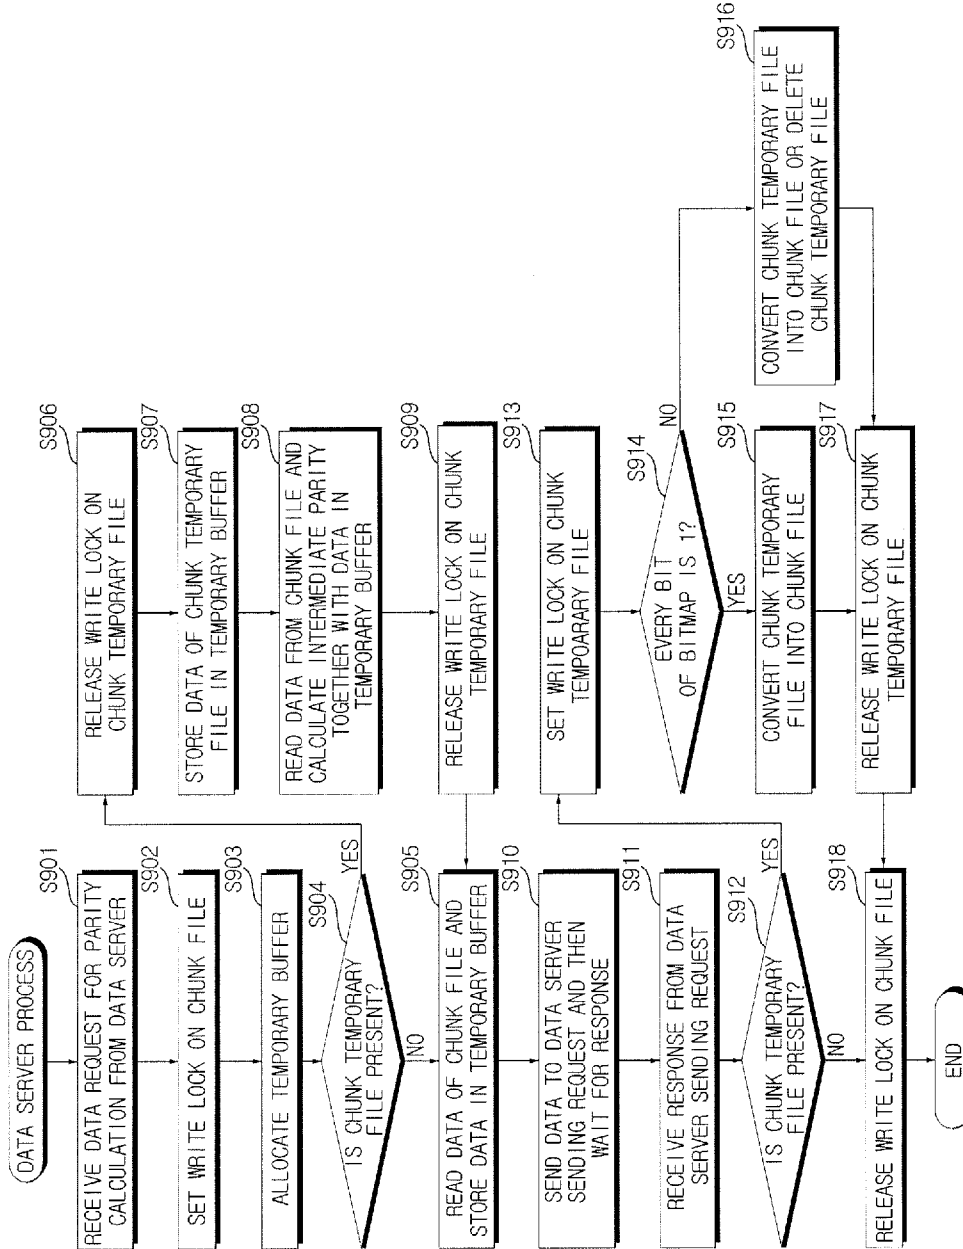 DATA SERVER PROCESS
S901
RECEIVE DATA REQUEST FOR PARITY
CALCULATION FROM DATA SERVER
S902
SET WRITE LOCK ON CHUNK FILE
S903
ALLOCATE TEMPORARY BUFFER
S904
IS CHUNK TEMPORARY
FILE PRESENT?
YES
NO
S905
READ DATA OF CHUNK FILE AND
STORE DATA IN TEMPORARY BUFFER
S910
SEND DATA TO DATA SERVER
SENDING REQUEST AND THEN
WAIT FOR RESPONSE
S911
RECEIVE RESPONSE FROM DATA
SERVER SENDING REQUEST
S912
IS CHUNK TEMPORARY
FILE PRESENT?
YES
NO
S918
RELEASE WRITE LOCK ON CHUNK FILE
END
S906
RELEASE WRITE LOCK ON
CHUNK TEMPORARY FILE
S907
STORE DATA OF CHUNK TEMPORARY
FILE IN TEMPORARY BUFFER
S908
READ DATA FROM CHUNK FILE AND
CALCULATE INTERMEDIATE PARITY
TOGETHER WITH DATA IN
TEMPORARY BUFFER
S909
RELEASE WRITE LOCK ON CHUNK
TEMPORARY FILE
S913
SET WRITE LOCK ON CHUNK
TEMPOARARY FILE
S914
EVERY BIT
OF BITMAP IS 1?
NO
YES
S915
CONVERT CHUNK TEMPORARY
FILE INTO CHUNK FILE
S917
RELEASE WRITE LOCK ON CHUNK
TEMPORARY FILE
S916
CONVERT CHUNK TEMPORARY FILE
INTO CHUNK FILE OR DELETE
CHUNK TEMPORARY FILE